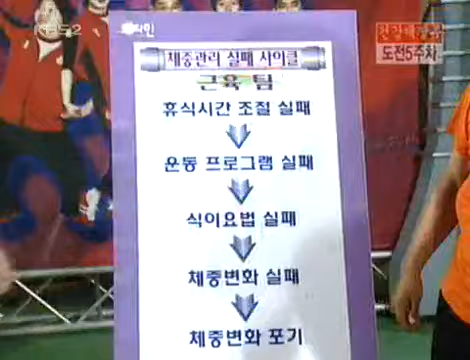 도전5주차
체중관리 실패 사이클
근육 팀
휴식시간 조절 실패
운동 프로그램 실패
식이요법 실패
체중변화 실패
체중변화 포기